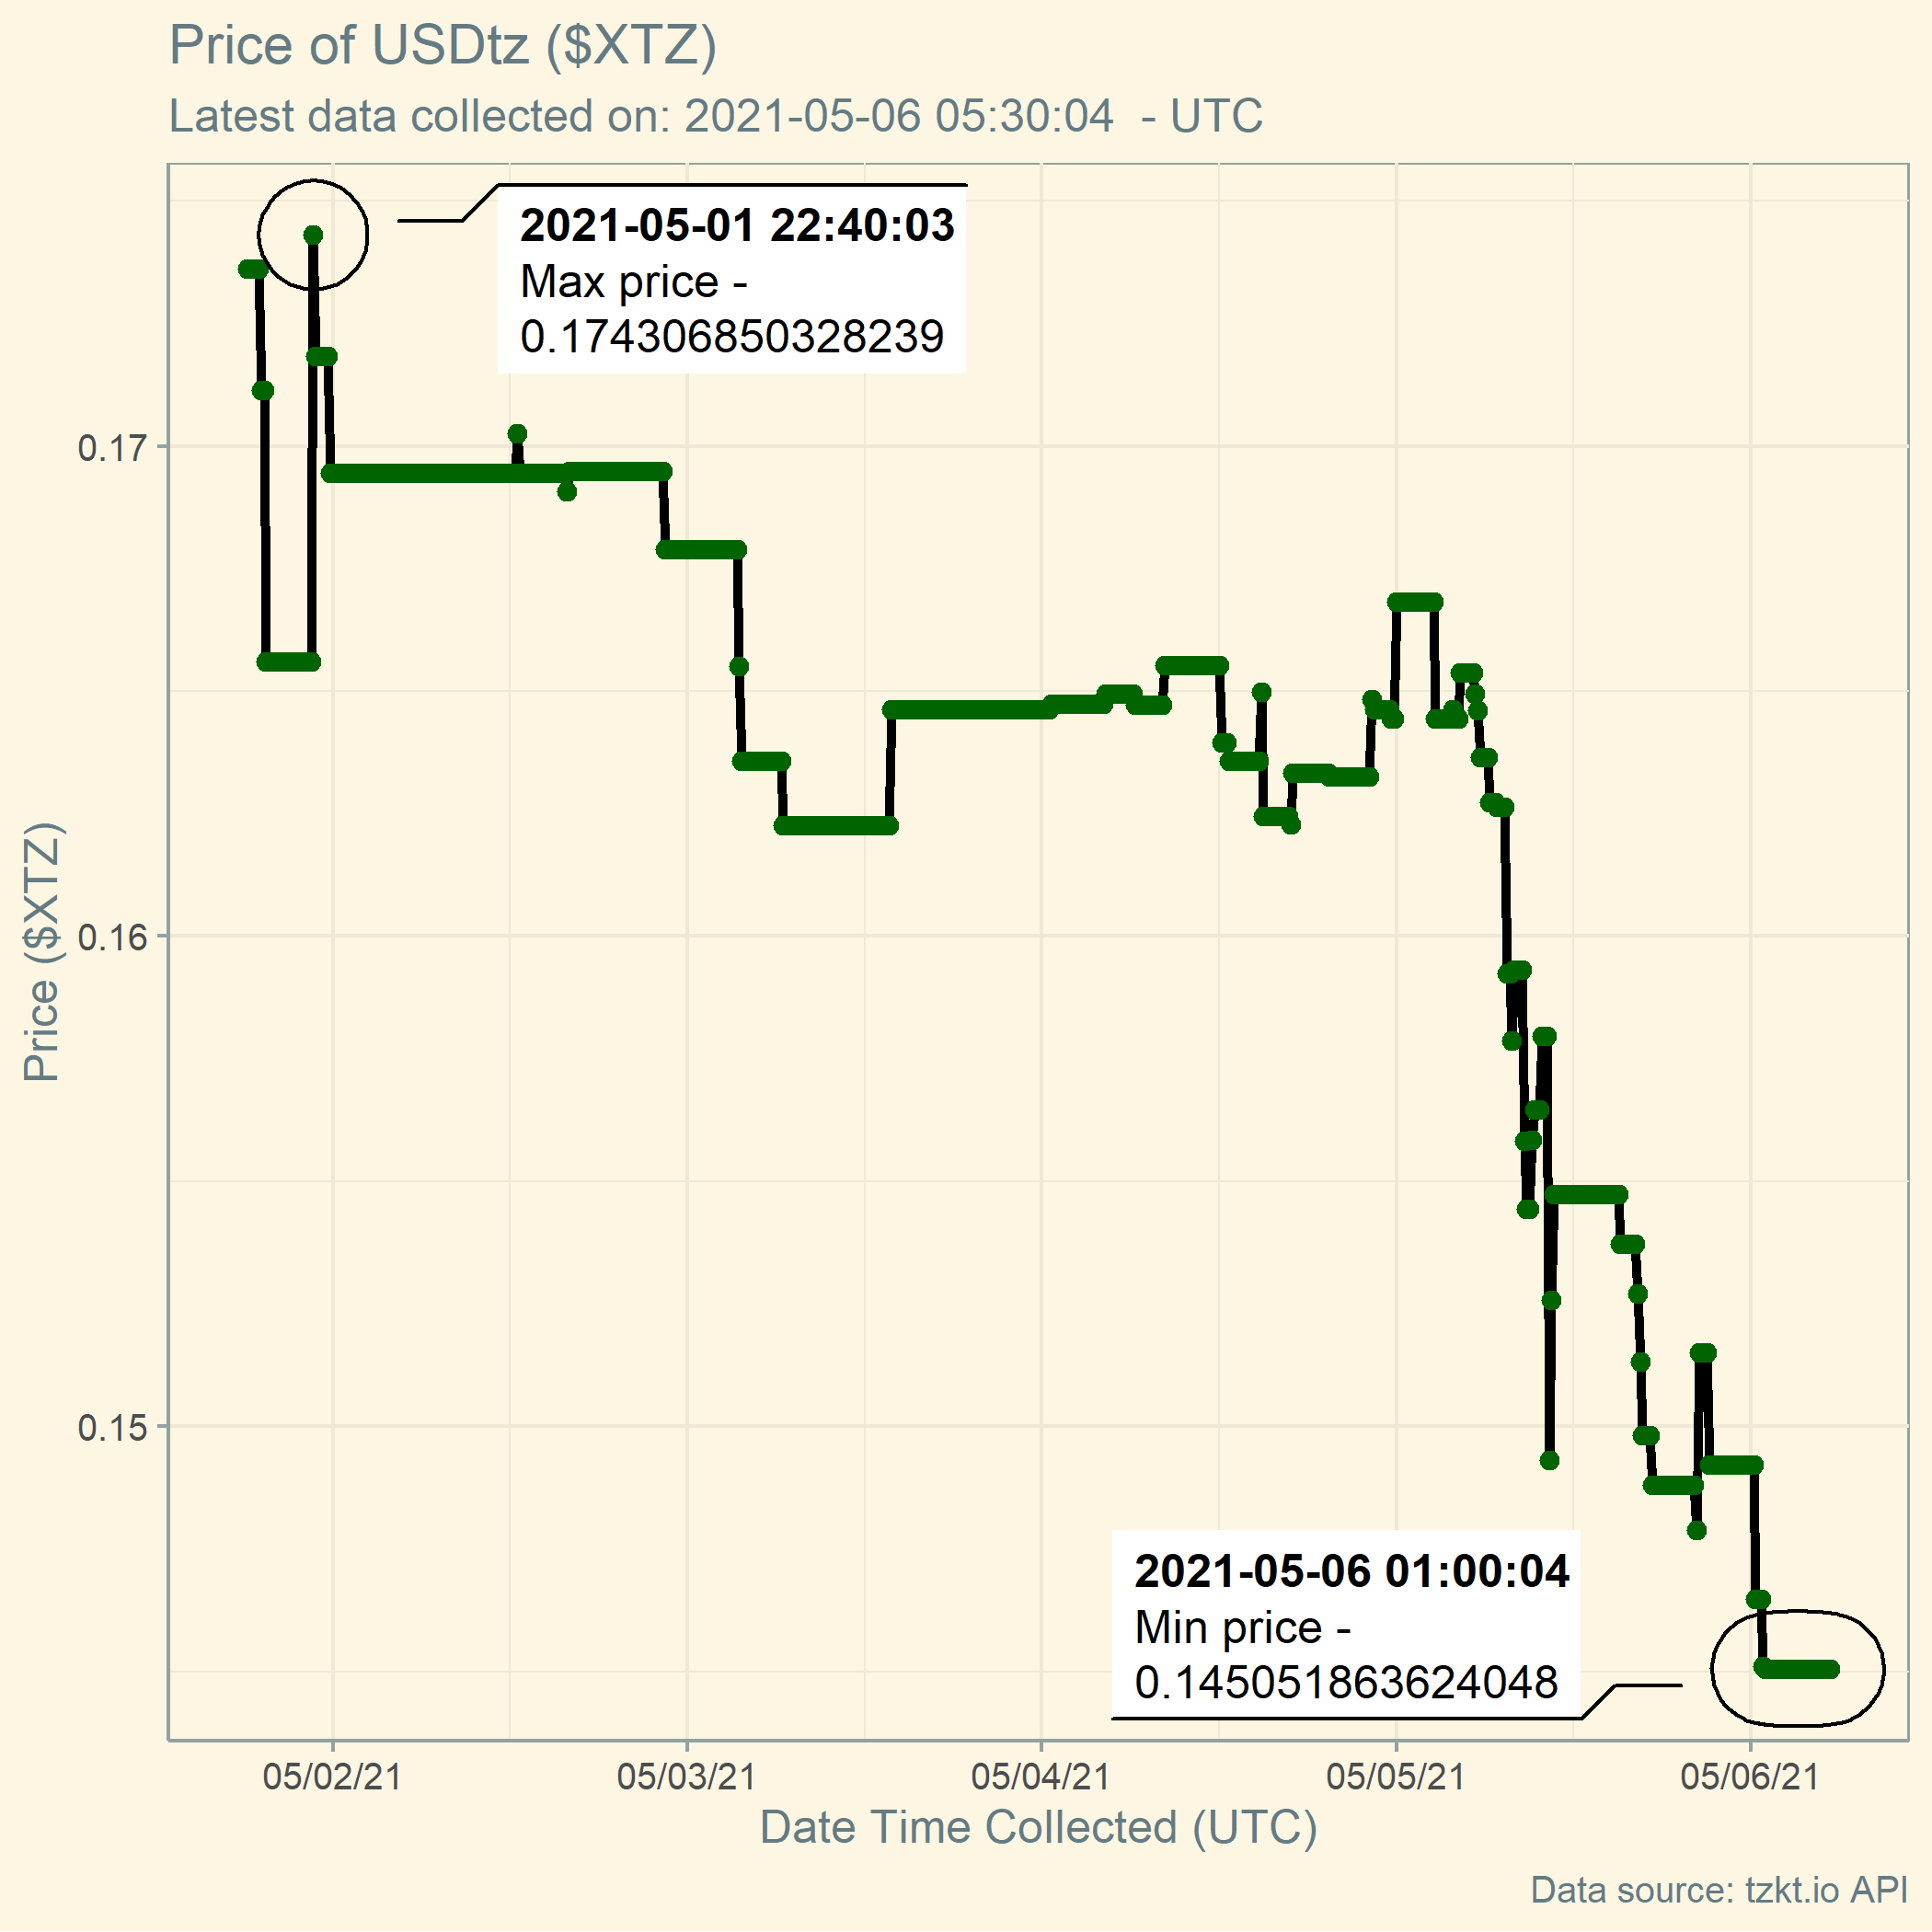 Price of USDtz ($XTZ)
Latest data collected on: 2021-05-06 05:30:04  - UTC
2021-05-01 22:40:03
Max price -
0.174306850328239
0.17
0.16
0.15
Price ($XTZ)
2021-05-06 01:00:04
Min price -
0.145051863624048
05/02/21
05/03/21
05/04/21
05/05/21
05/06/21
Date Time Collected (UTC)
Data source: tzkt.io API